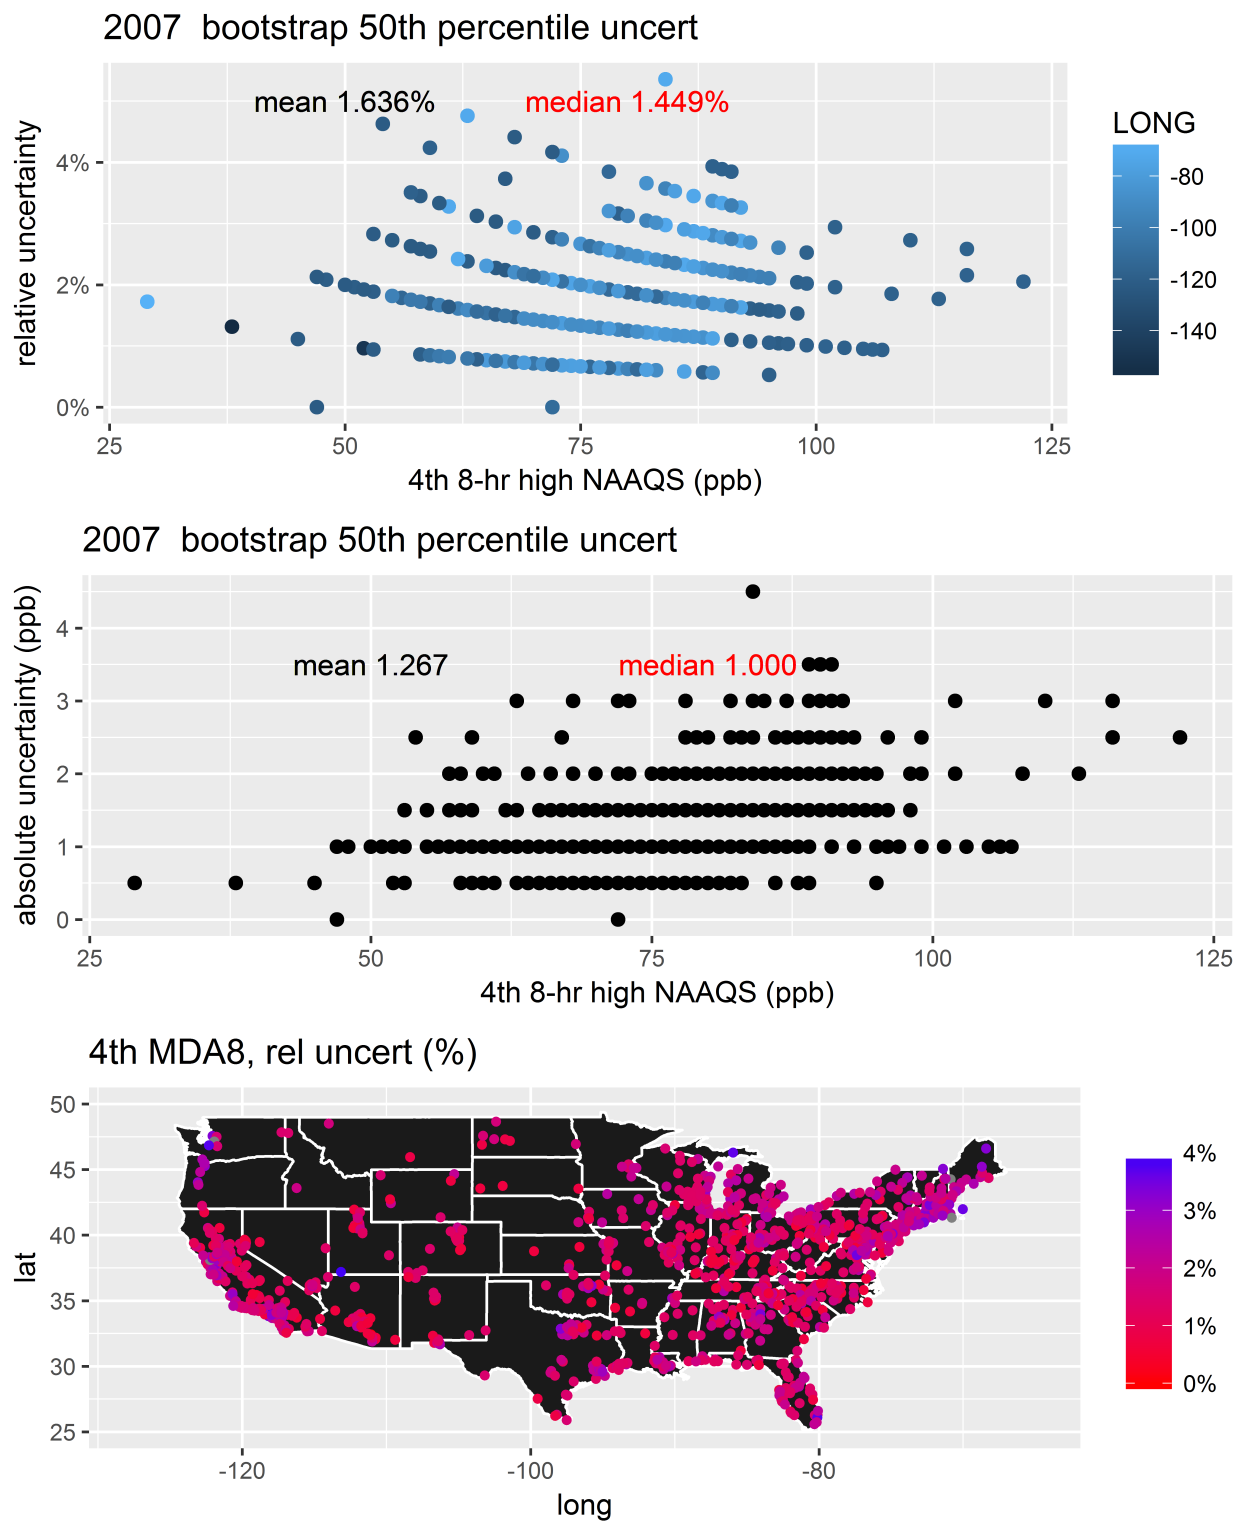 2007  bootstrap 50th percentile uncert
mean 1.636%
median 1.449%
relative uncertainty
4%
2%
0%
25
50
75
100
125
4th 8-hr high NAAQS (ppb)
LONG
-80
-100
-120
-140
2007  bootstrap 50th percentile uncert
mean 1.267
median 1.000
absolute uncertainty (ppb)
4
3
2
1
0
25
50
75
100
125
4th 8-hr high NAAQS (ppb)
4th MDA8, rel uncert (%)
lat
50
45
40
35
30
25
-120
-100
-80
long
4%
3%
2%
1%
0%